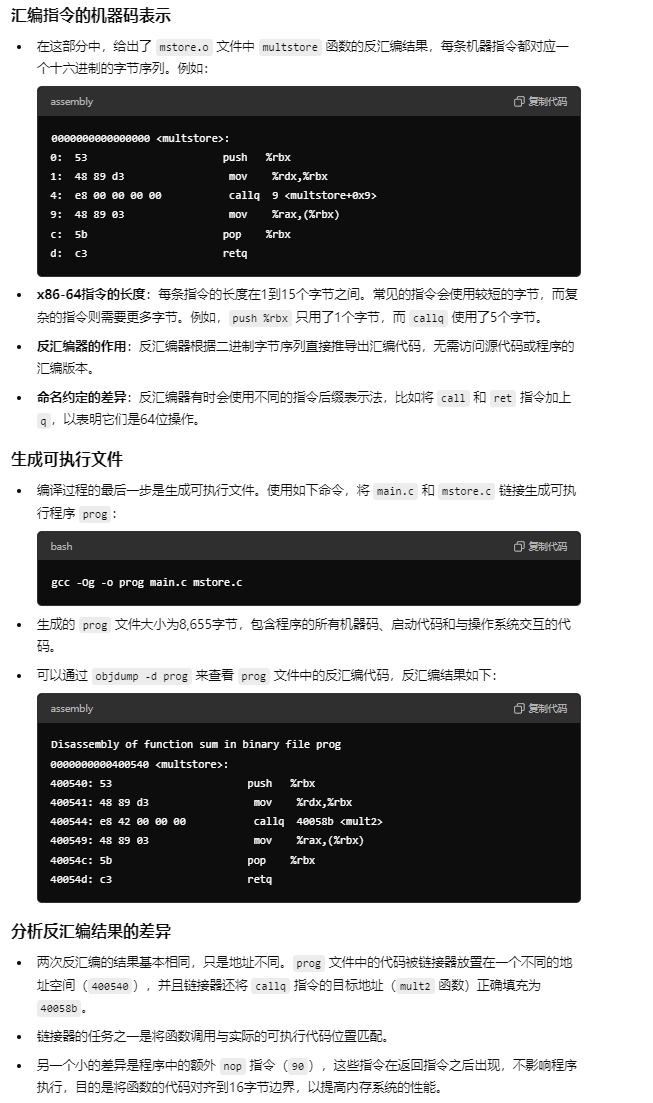 汇编指令的机器码表示
• 在这部分中，给出了 mstore.o 文件中 multstore 函数的反汇编结果，每条机器指令都对应一
个十六进制的字节序列。例如：
assembly 复制代码
0000000000000000 <multstore>:
0: 53 push %rbx
1: 48 89 d3 mov %rdx,%rbx
4: e8 00 00 00 00 callq 9 <multstore+0x9>
9: 48 89 03 mov %rax,(%rbx)
c: 5b pop %rbx
d: c3 retq
• x86-64指令的长度：每条指令的长度在1到15个字节之间。常见的指令会使用较短的字节，而复
杂的指令则需要更多字节。例如，push %rbx 只用了1个字节，而 callq 使用了5个字节。
• 反汇编器的作用：反汇编器根据二进制字节序列直接推导出汇编代码，无需访问源代码或程序的
汇编版本。
• 命名约定的差异：反汇编器有时会使用不同的指令后缀表示法，比如将 call 和 ret 指令加上
q，以表明它们是64位操作。
生成可执行文件
• 编译过程的最后一步是生成可执行文件。使用如下命令，将 main.c 和 mstore.c 链接生成可执
行程序 prog：
bash 复制代码
gcc -Og -o prog main.c mstore.c
• 生成的 prog 文件大小为8,655字节，包含程序的所有机器码、启动代码和与操作系统交互的代
码。
• 可以通过 objdump -d prog 来查看 prog 文件中的反汇编代码，反汇编结果如下：
assembly 复制代码
Disassembly of function sum in binary file prog
0000000000400540 <multstore>:
400540: 53 push %rbx
400541: 48 89 d3 mov %rdx,%rbx
400544: e8 42 00 00 00 callq 40058b <mult2>
400549: 48 89 03 mov %rax,(%rbx)
40054c: 5b pop %rbx
40054d: c3 retq
分析反汇编结果的差异
• 两次反汇编的结果基本相同，只是地址不同。prog 文件中的代码被链接器放置在一个不同的地
址空间（400540），并且链接器还将 callq 指令的目标地址（mult2 函数）正确填充为
40058b。
• 链接器的任务之一是将函数调用与实际的可执行代码位置匹配。
• 另一个小的差异是程序中的额外 nop 指令（90），这些指令在返回指令之后出现，不影响程序
执行，目的是将函数的代码对齐到16字节边界，以提高内存系统的性能。